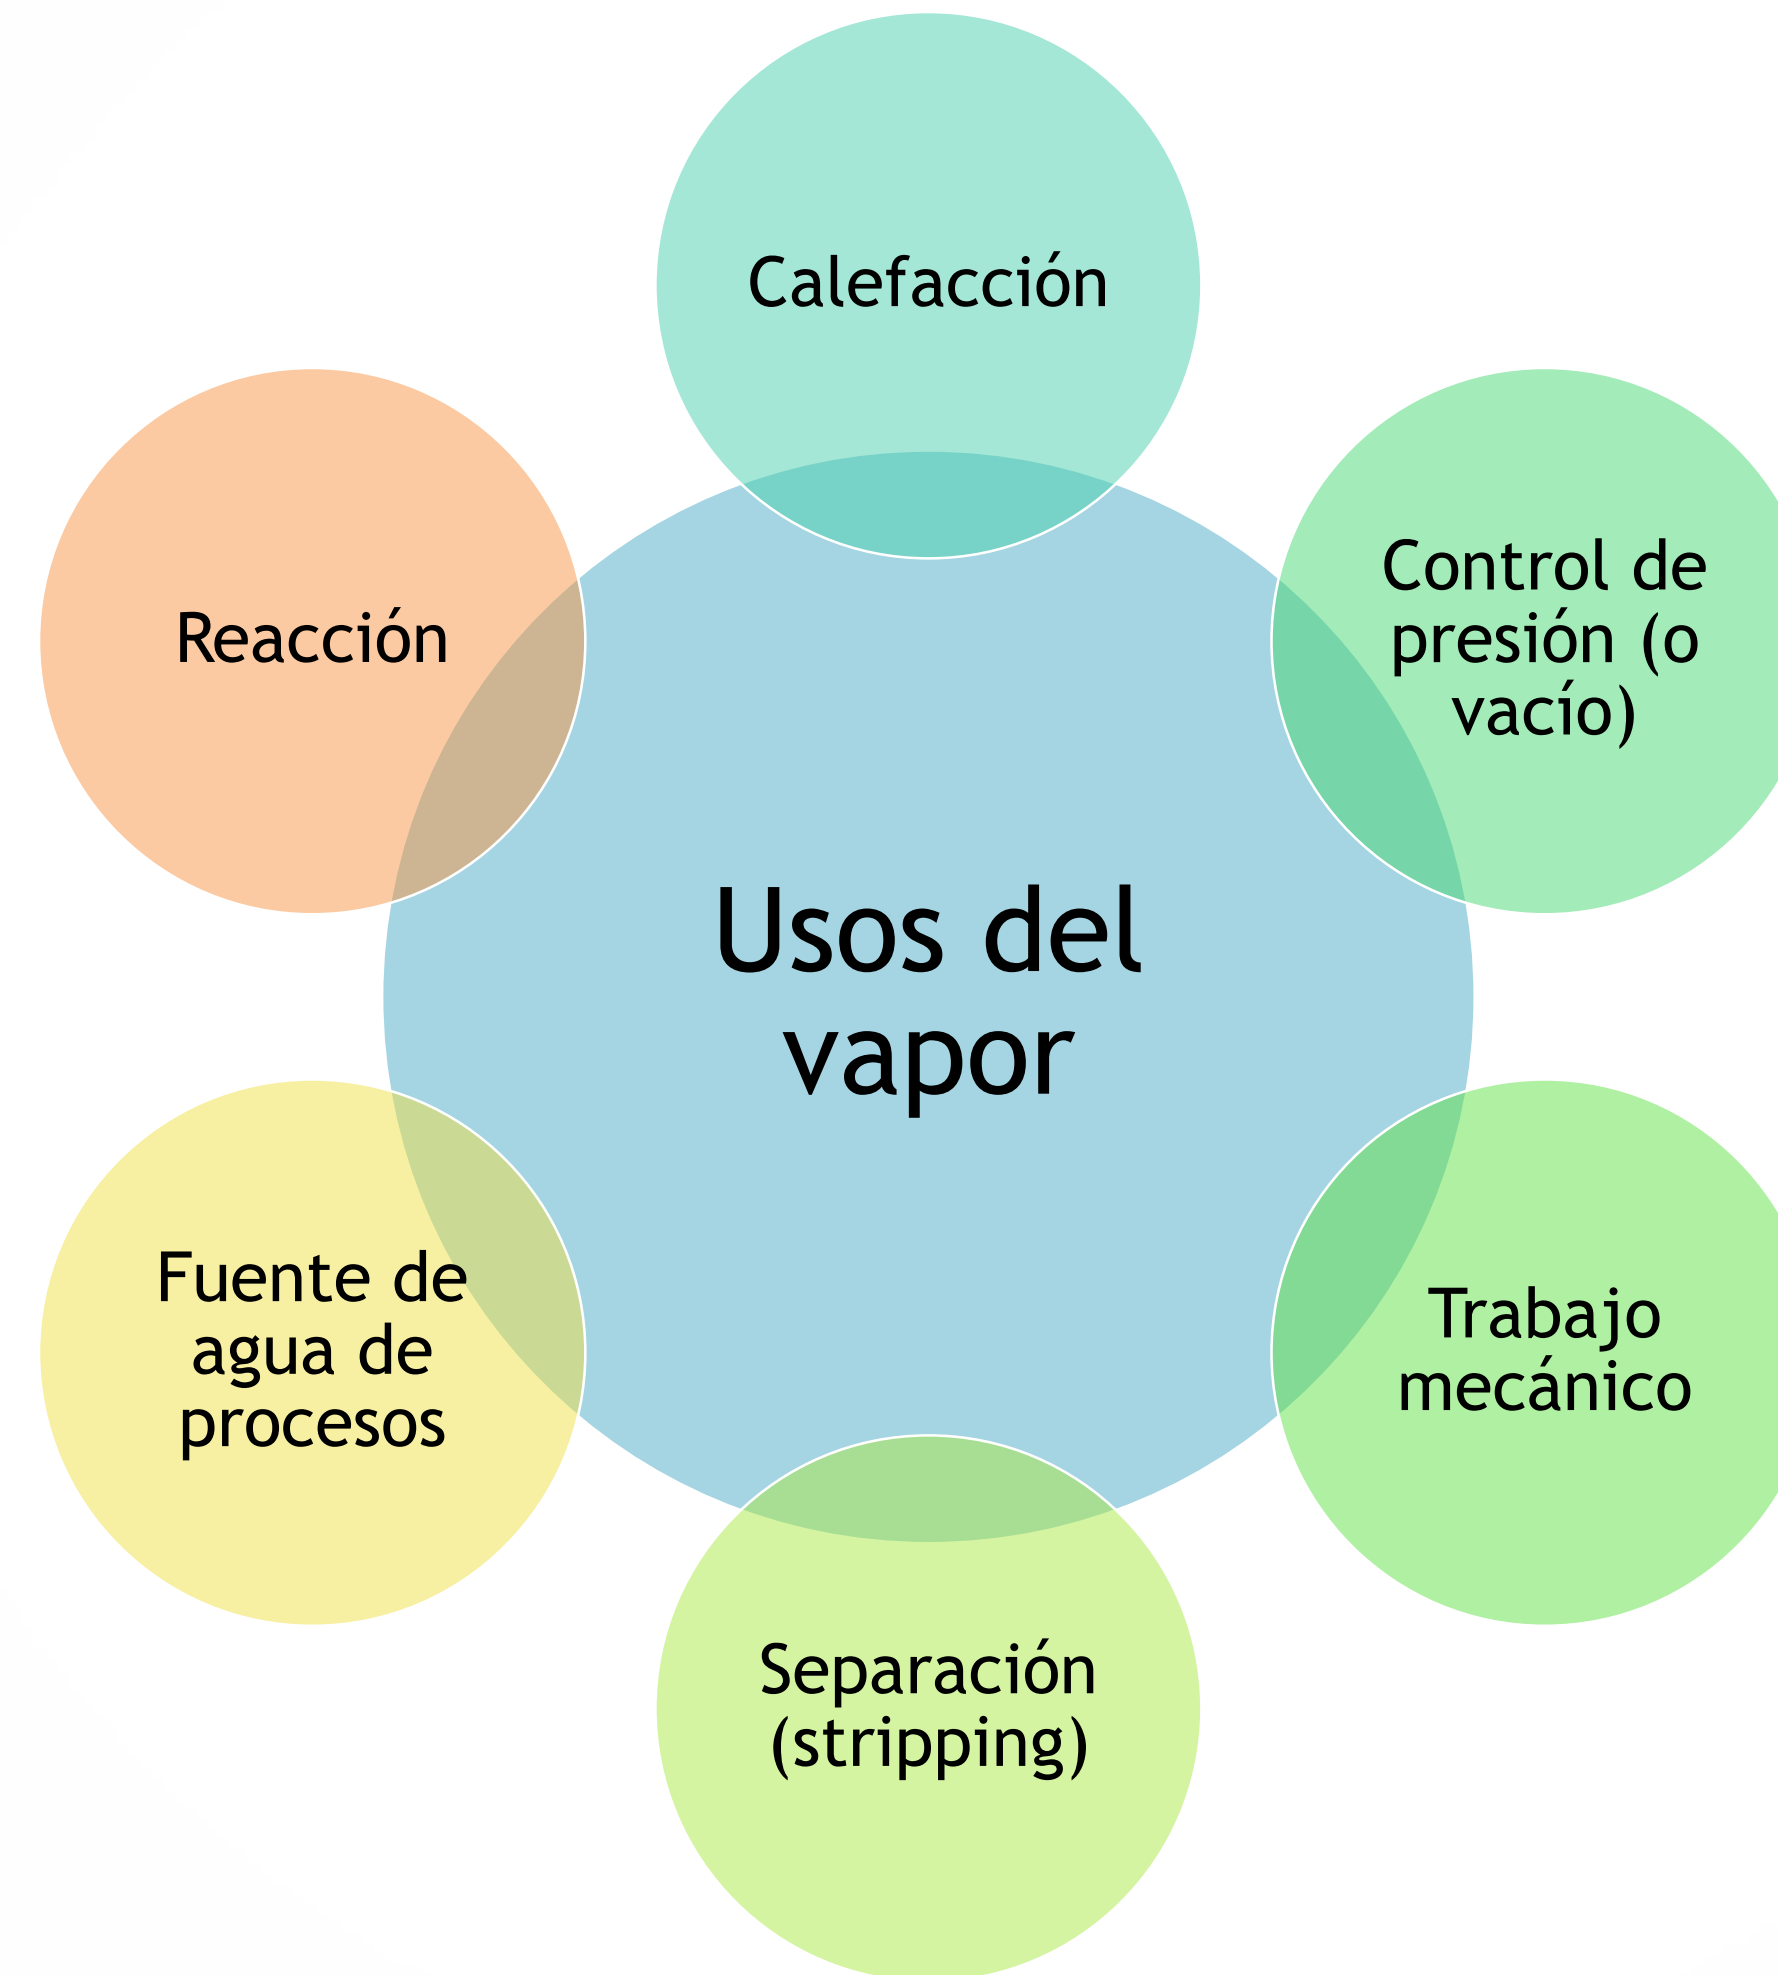 Calefacción
Control de
presión (o
vacío)
Reacción
Usos del
vapor
Trabajo
mecánico
Fuente de
agua de
procesos
Separación
(stripping)